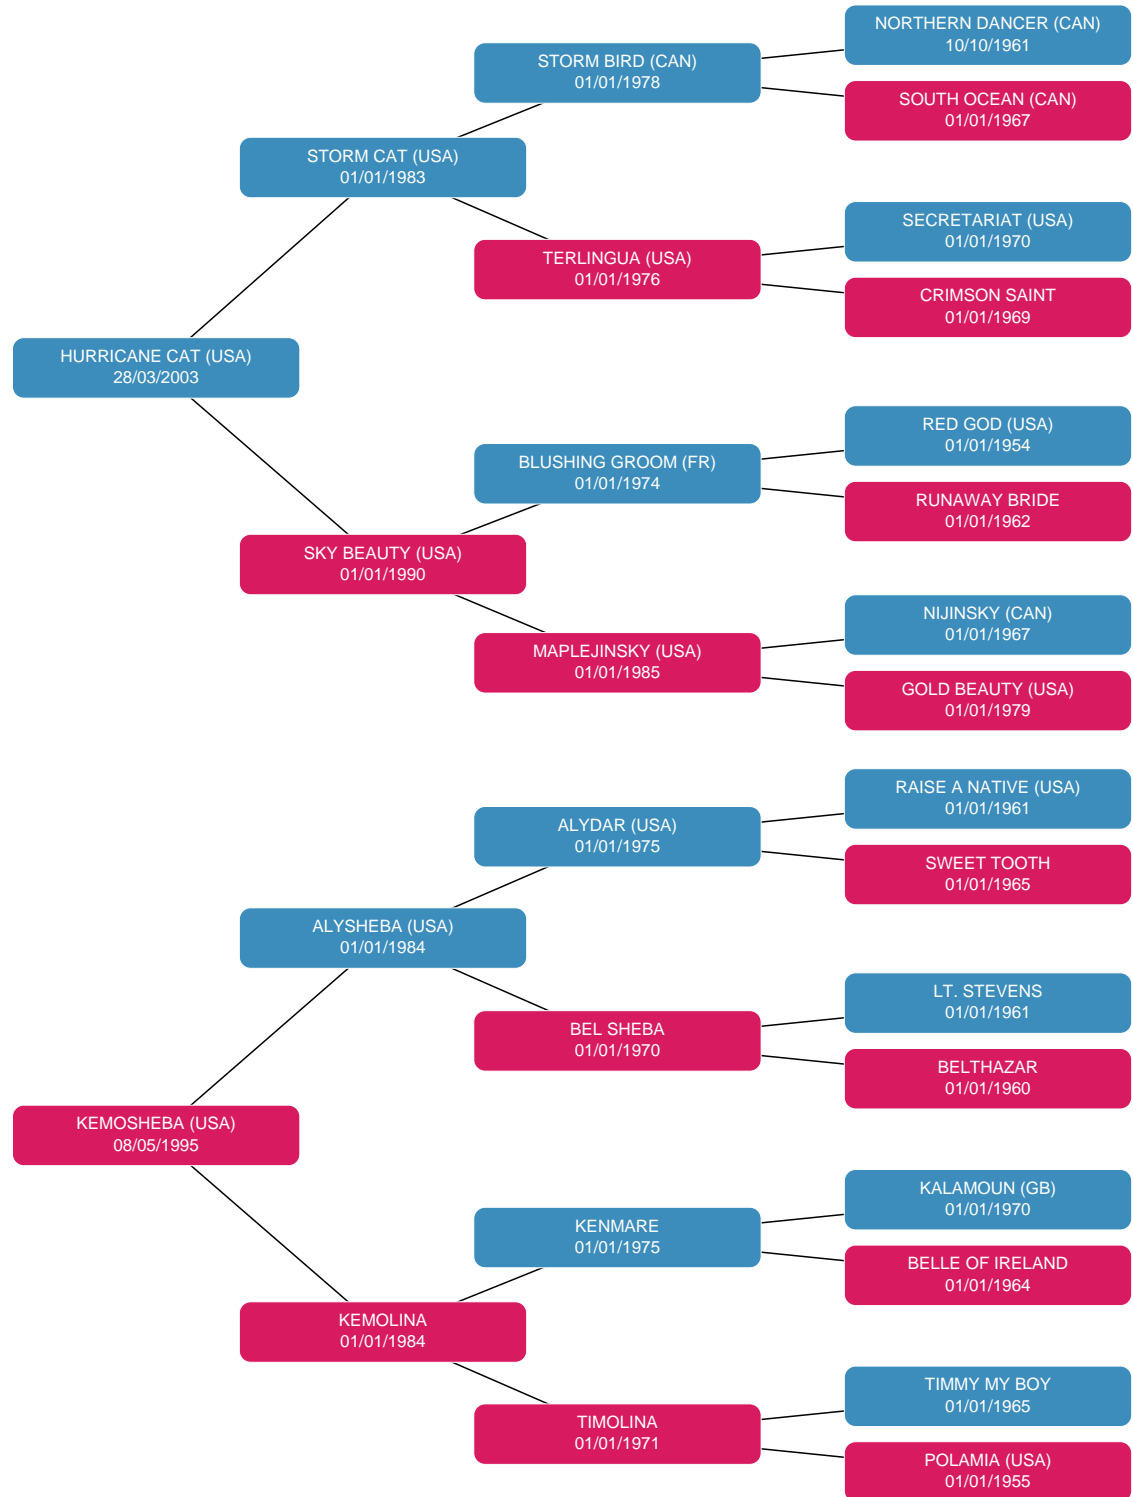 NORTHERN DANCER (CAN)
10/10/1961
STORM BIRD (CAN)
01/01/1978
SOUTH OCEAN (CAN)
01/01/1967
STORM CAT (USA)
01/01/1983
SECRETARIAT (USA)
01/01/1970
TERLINGUA (USA)
01/01/1976
CRIMSON SAINT
01/01/1969
HURRICANE CAT (USA)
28/03/2003
RED GOD (USA)
01/01/1954
BLUSHING GROOM (FR)
01/01/1974
RUNAWAY BRIDE
01/01/1962
SKY BEAUTY (USA)
01/01/1990
NIJINSKY (CAN)
01/01/1967
MAPLEJINSKY (USA)
01/01/1985
GOLD BEAUTY (USA)
01/01/1979
RAISE A NATIVE (USA)
01/01/1961
ALYDAR (USA)
01/01/1975
SWEET TOOTH
01/01/1965
ALYSHEBA (USA)
01/01/1984
LT. STEVENS
01/01/1961
BEL SHEBA
01/01/1970
BELTHAZAR
01/01/1960
KEMOSHEBA (USA)
08/05/1995
KALAMOUN (GB)
01/01/1970
KENMARE
01/01/1975
BELLE OF IRELAND
01/01/1964
KEMOLINA
01/01/1984
TIMMY MY BOY
01/01/1965
TIMOLINA
01/01/1971
POLAMIA (USA)
01/01/1955